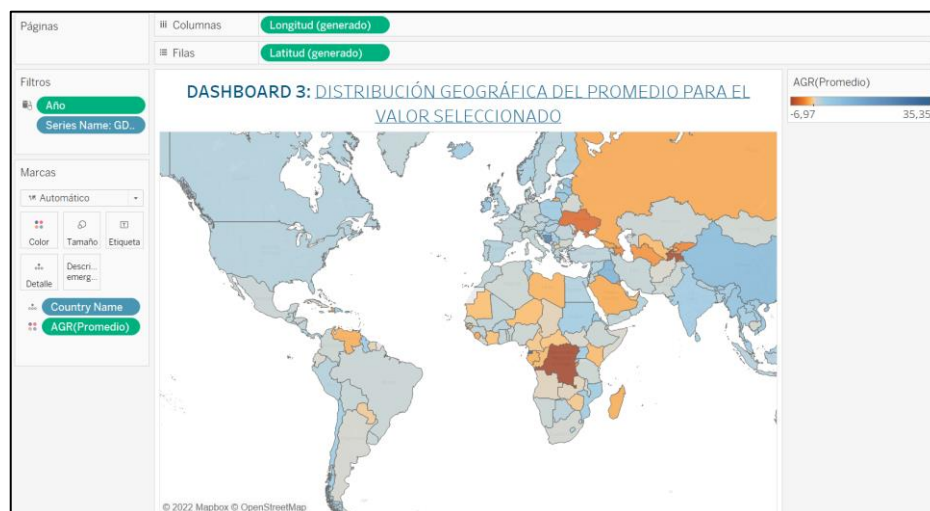 Páginas
Columnas
Longitud (generado)
Filas
Latitud (generado)
Filtros
Año
Series Name: GD..
Marcas
Automático
Color
Tamaño
Etiqueta
Detalle
Descri...
emerg...
Country Name
AGR(Promedio)
DASHBOARD 3: DISTRIBUCIÓN GEOGRÁFICA DEL PROMEDIO PARA EL
VALOR SELECCIONADO
© 2022 Mapbox © OpenStreetMap
AGR(Promedio)
-6,97
35,35